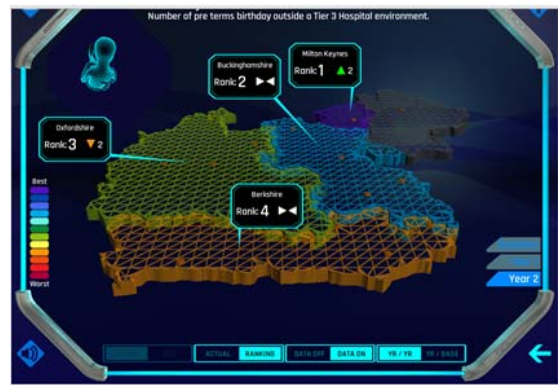 Number of pre terms birthday outside a Tier 3 Hospital environment.
Milton Keynes
Rank: 1 ▲ 2
Buckinghamshire
Rank: 2 ►◄
Oxfordshire
Rank: 3 ▼ 2
Berkshire
Rank: 4 ►◄
Best
Worst
Year 2
ACTUAL RANKING DATA OFF DATA ON YR / YR YR / BASE